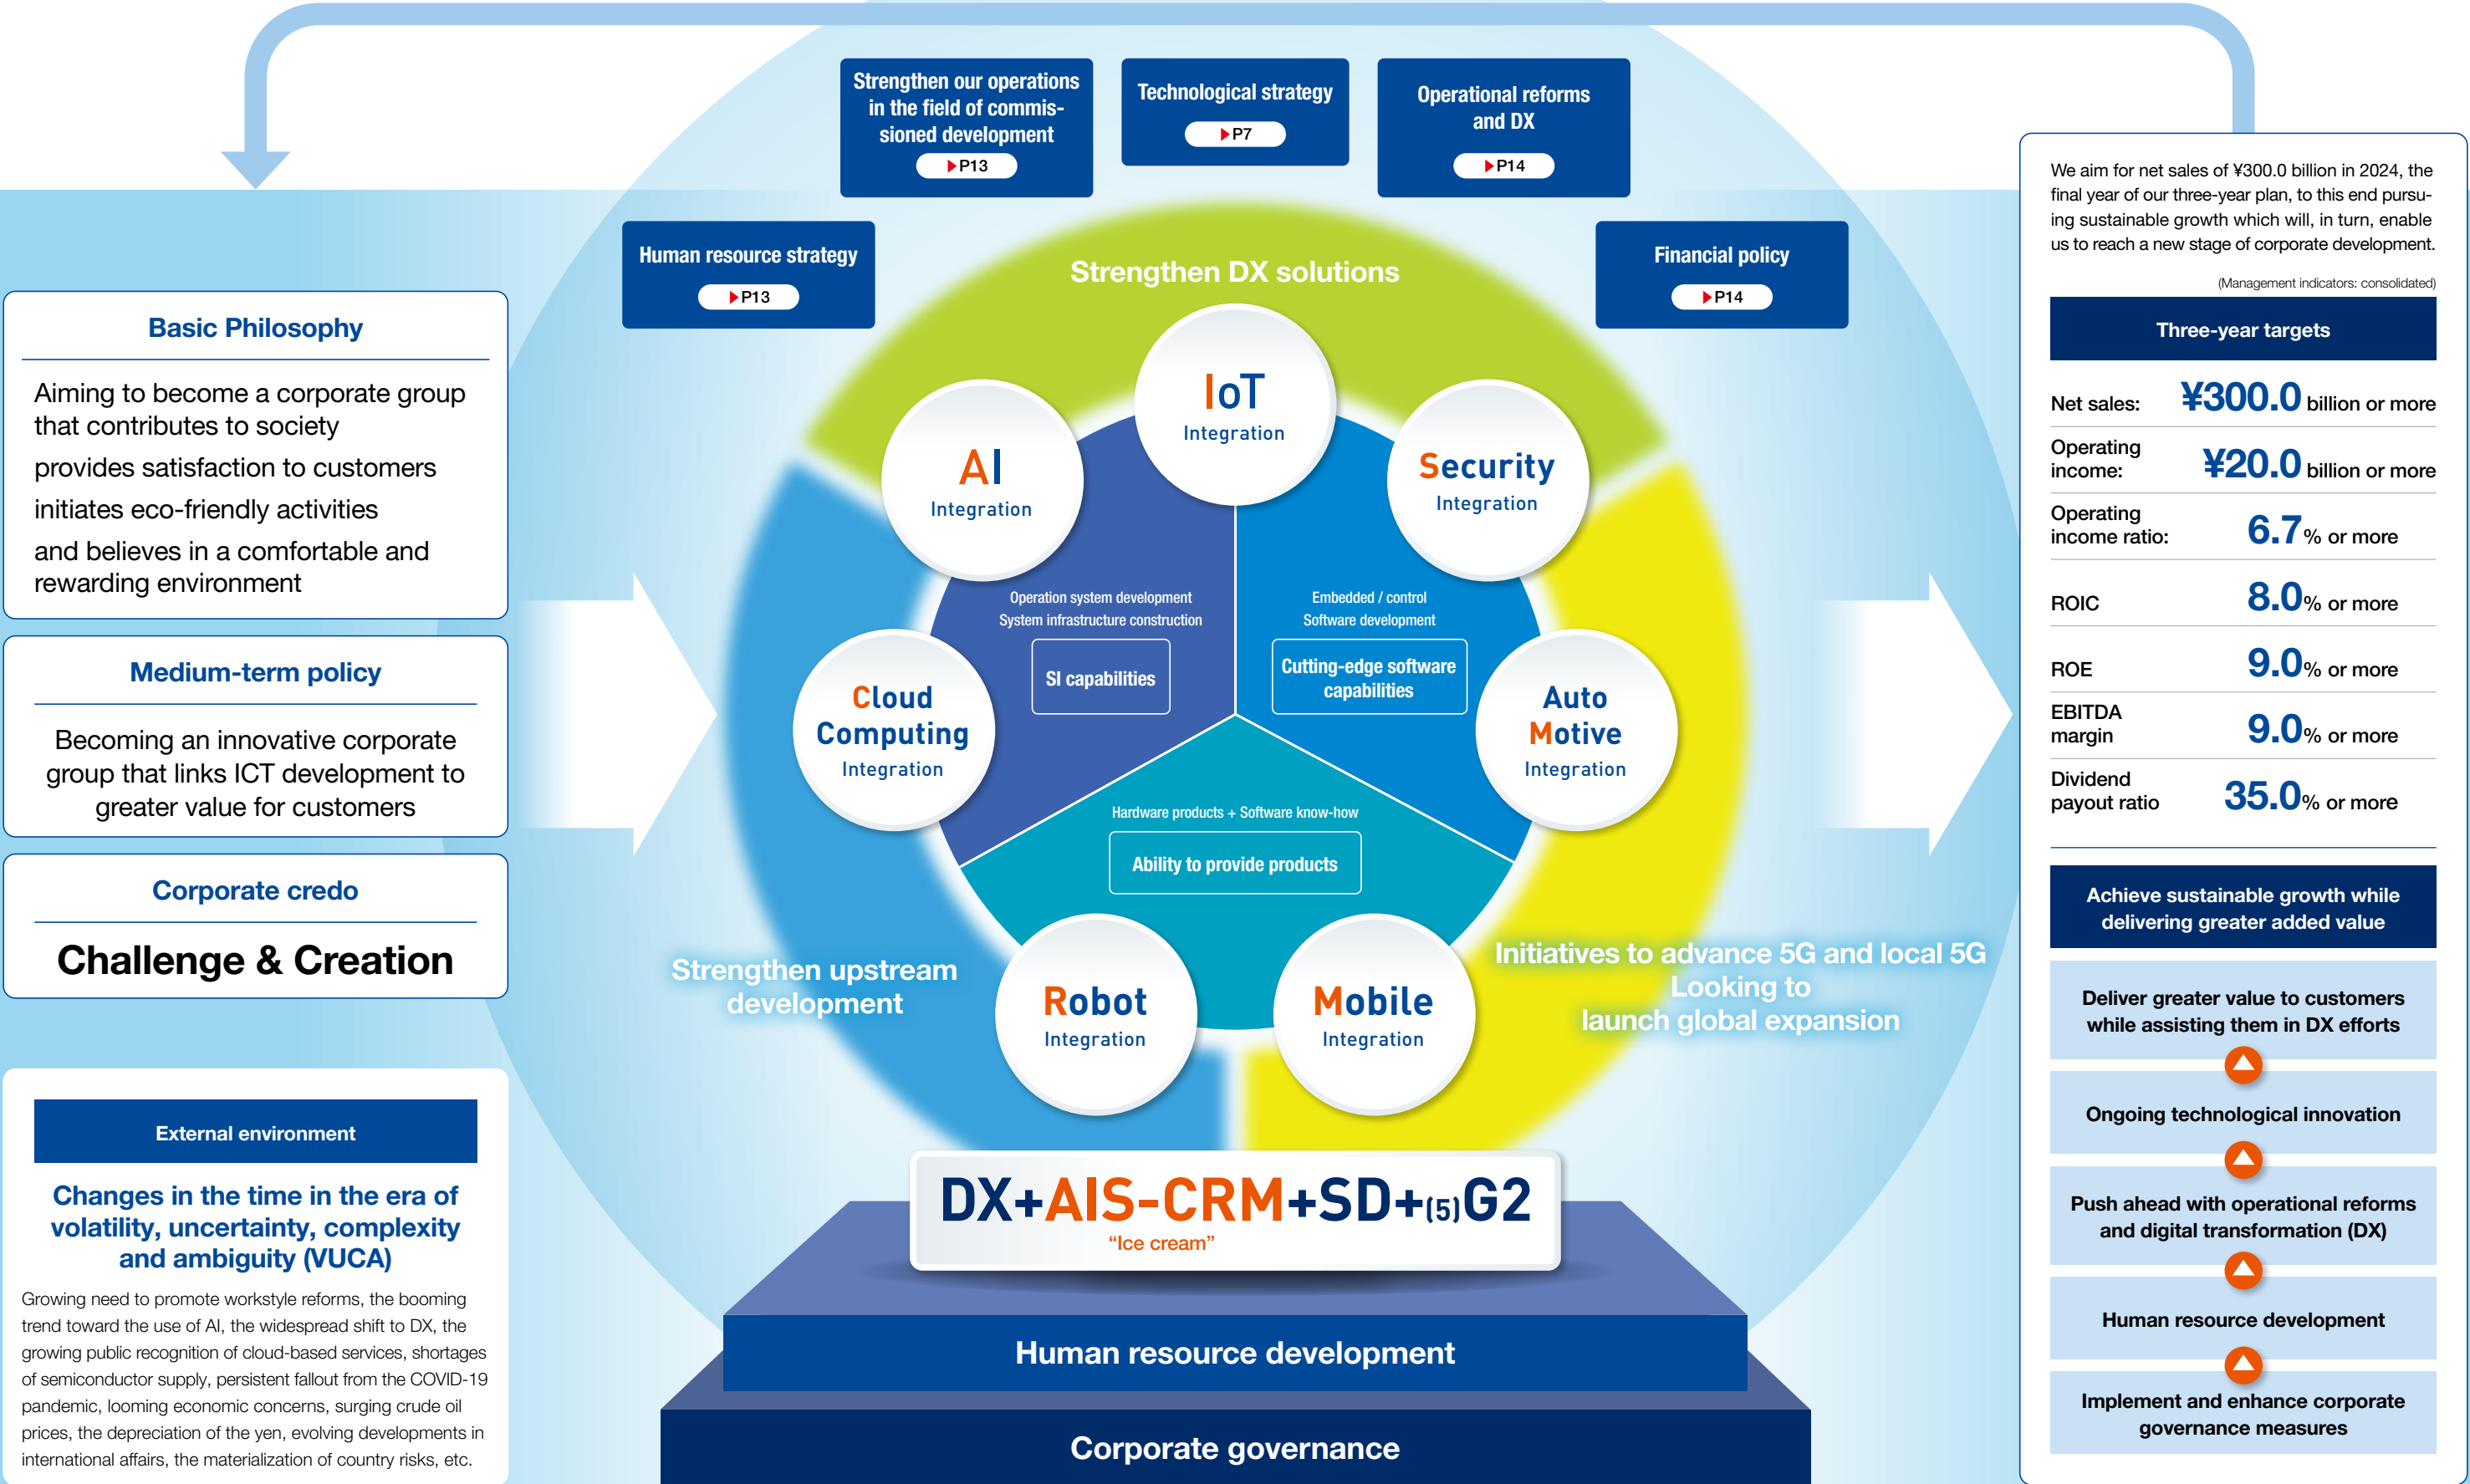 Basic Philosophy
Aiming to become a corporate group
that contributes to society
provides satisfaction to customers
initiates eco-friendly activities
and believes in a comfortable and
rewarding environment
Medium-term policy
Becoming an innovative corporate
group that links ICT development to
greater value for customers
Corporate credo
Challenge & Creation
External environment
Changes in the time in the era of
volatility, uncertainty, complexity
and ambiguity (VUCA)
Growing need to promote workstyle reforms, the booming
trend toward the use of AI, the widespread shift to DX, the
growing public recognition of cloud-based services, shortages
of semiconductor supply, persistent fallout from the COVID-19
pandemic, looming economic concerns, surging crude oil
prices, the depreciation of the yen, evolving developments in
international affairs, the materialization of country risks, etc.
Human resource strategy
P13
Strengthen our operations
in the field of commis-
sioned development
P13
Technological strategy
P7
Operational reforms
and DX
P14
Financial policy
P14
Strengthen DX solutions
IoT
Integration
AI
Integration
Security
Integration
Cloud
Computing
Integration
Auto
Motive
Integration
Robot
Integration
Mobile
Integration
Operation system development
System infrastructure construction
SI capabilities
Embedded / control
Software development
Cutting-edge software
capabilities
Hardware products + Software know-how
Ability to provide products
Strengthen upstream
development
Initiatives to advance 5G and local 5G
Looking to
launch global expansion
DX+AIS-CRM+SD+(5)G2
“Ice cream”
Human resource development
Corporate governance
We aim for net sales of ¥300.0 billion in 2024, the
final year of our three-year plan, to this end pursu-
ing sustainable growth which will, in turn, enable
us to reach a new stage of corporate development.
(Management indicators: consolidated)
Three-year targets
Net sales: ¥300.0 billion or more
Operating
income: ¥20.0 billion or more
Operating
income ratio: 6.7% or more
ROIC 8.0% or more
ROE 9.0% or more
EBITDA
margin 9.0% or more
Dividend
payout ratio 35.0% or more
Achieve sustainable growth while
delivering greater added value
Deliver greater value to customers
while assisting them in DX efforts
Ongoing technological innovation
Push ahead with operational reforms
and digital transformation (DX)
Human resource development
Implement and enhance corporate
governance measures